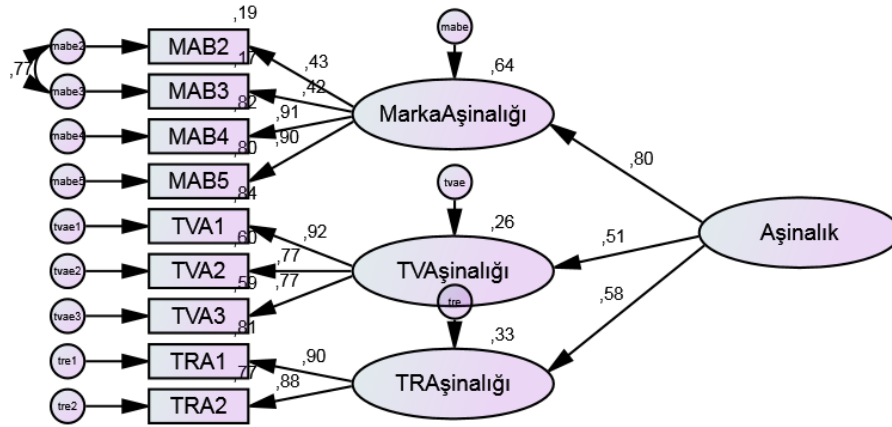 ,19
mabe2
MAB2
,43
mabe
,64
,77
,17
mabe3
MAB3
,42
MarkaAşinalığı
,82
mabe4
MAB4
,91
,80
,90
mabe5
MAB5
,80
,84
tvae
tvae1
TVA1
,92
,26
Aşinalık
,60
tvae2
TVA2
,77
TVAşinalığı
,51
,59
,77
tvae3
TVA3
tre
,58
,81
,33
tre1
TRA1
,90
,77
TRAşinalığı
,88
tre2
TRA2